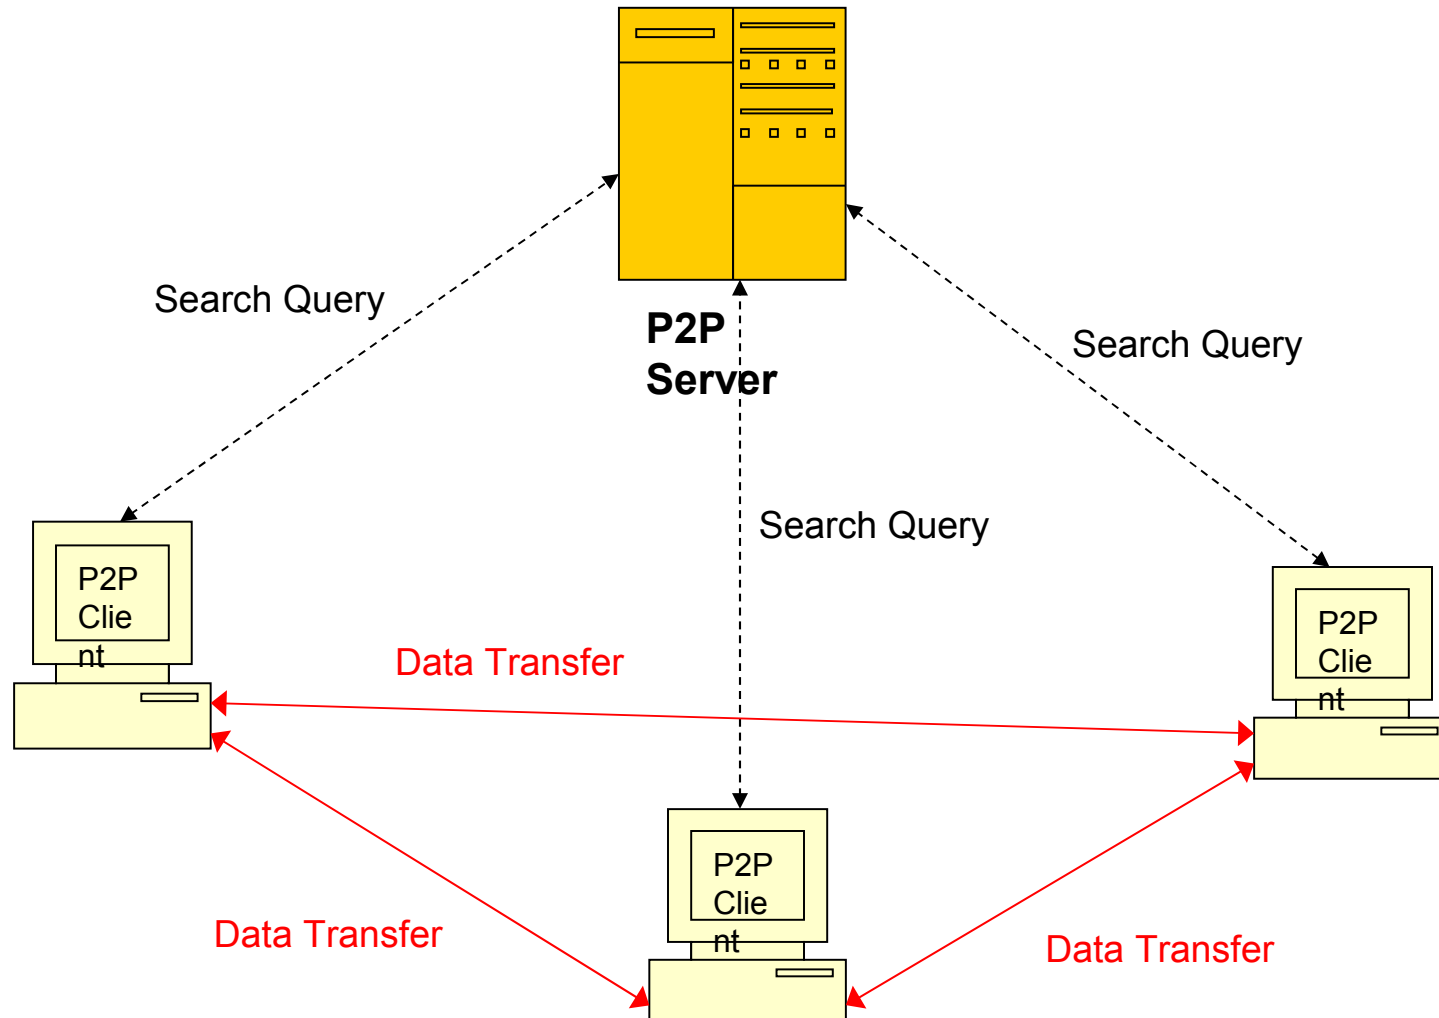 Search Query
P2P
Server
Search Query
Search Query
P2P
Clie
nt
P2P
Clie
nt
Data Transfer
P2P
Clie
nt
Data Transfer
Data Transfer